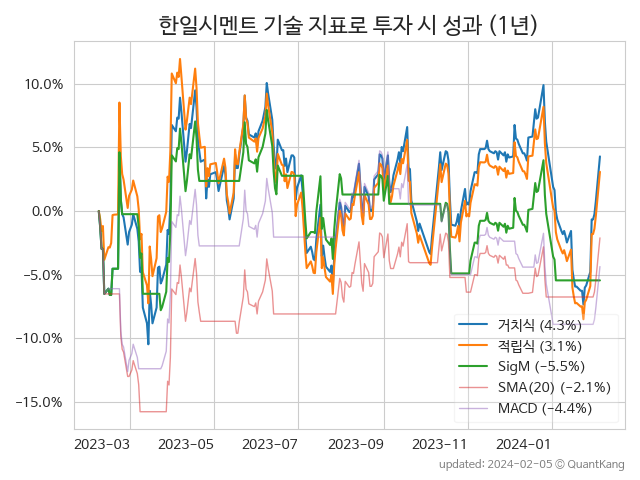 한일시멘트 기술 지표로 투자 시 성과 (1년)
10.0%
5.0%
0.0%
−5.0%
−10.0%
−15.0%
거치식 (4.3%)
적립식 (3.1%)
SigM (−5.5%)
SMA(20) (−2.1%)
MACD (−4.4%)
2023-03 2023-05 2023-07 2023-09 2023-11 2024-01
updated: 2024-02-05 © QuantKang